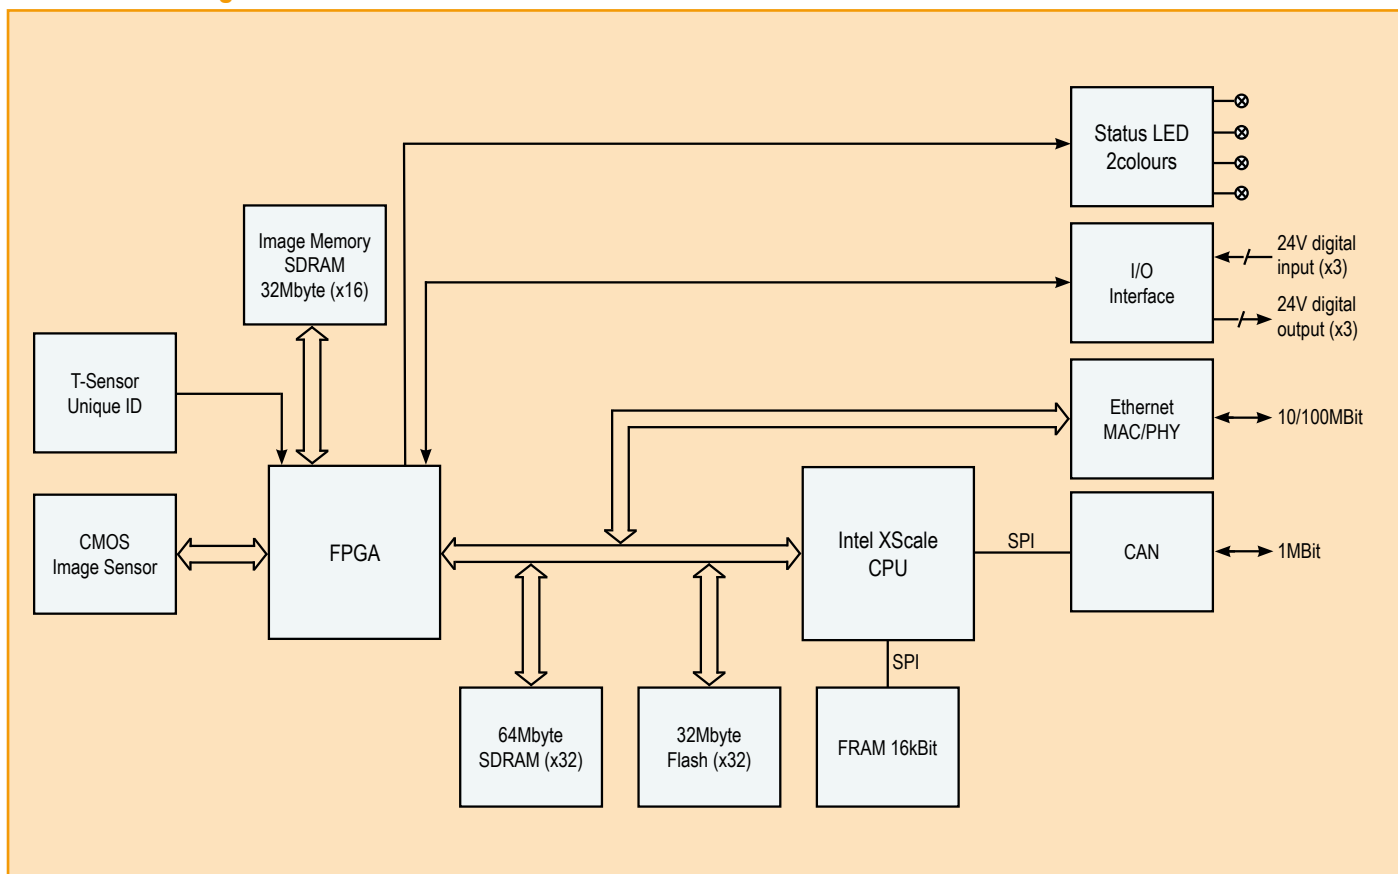 Status LED
2colours
Image Memory
SDRAM
32Mbyte (x16)
I/O
Interface
24V digital
input (x3)
24V digital
output (x3)
T-Sensor
Unique ID
Ethernet
MAC/PHY
10/100MBit
CMOS
Image Sensor
FPGA
Intel XScale
CPU
SPI
CAN
1MBit
SPI
64Mbyte
SDRAM (x32)
32Mbyte
Flash (x32)
FRAM 16kBit